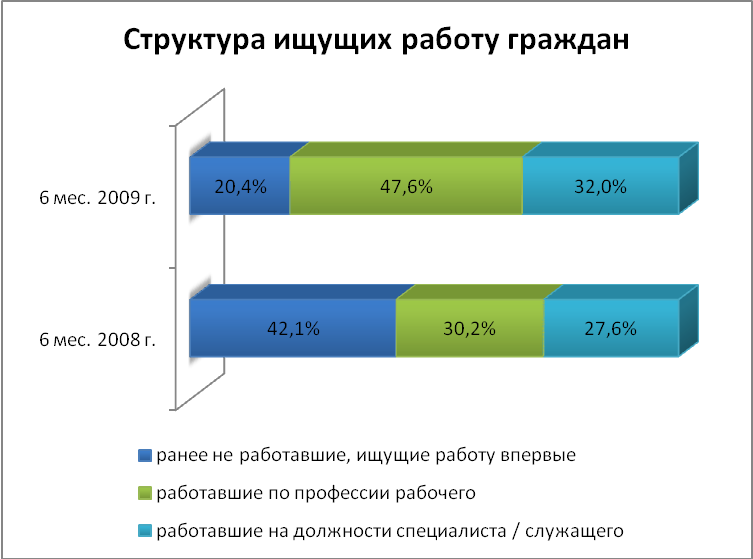 Структура ищущих работу граждан
6 мес. 2009 г.
20,4%
47,6%
32,0%
6 мес. 2008 г.
42,1%
30,2%
27,6%
ранее не работавшие, ищущие работу впервые
работавшие по профессии рабочего
работавшие на должности специалиста / служащего